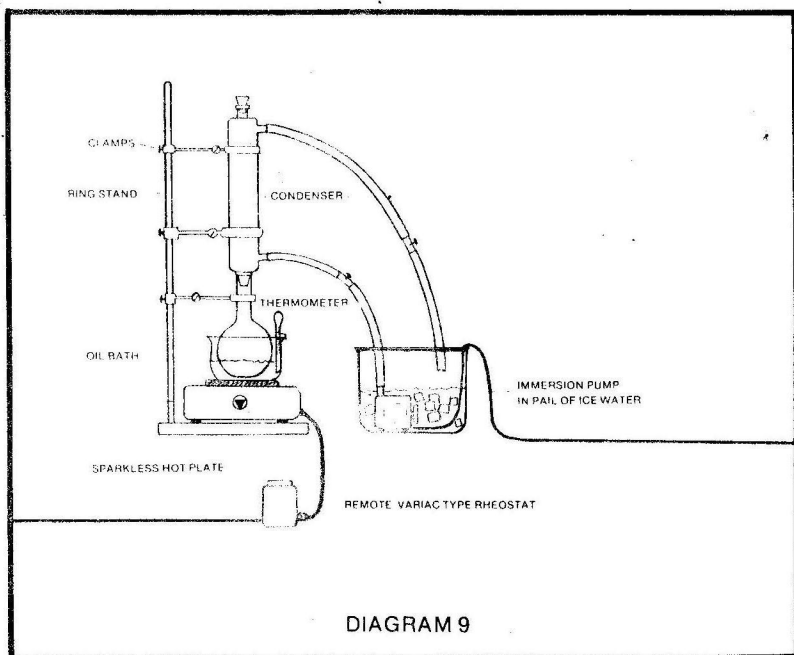 CLAMPS
RING STAND
CONDENSER
THERMOMETER
OIL BATH
IMMERSION PUMP
IN PAIL OF ICE WATER
SPARKLESS HOT PLATE
REMOTE VARIAC TYPE RHEOSTAT
DIAGRAM 9